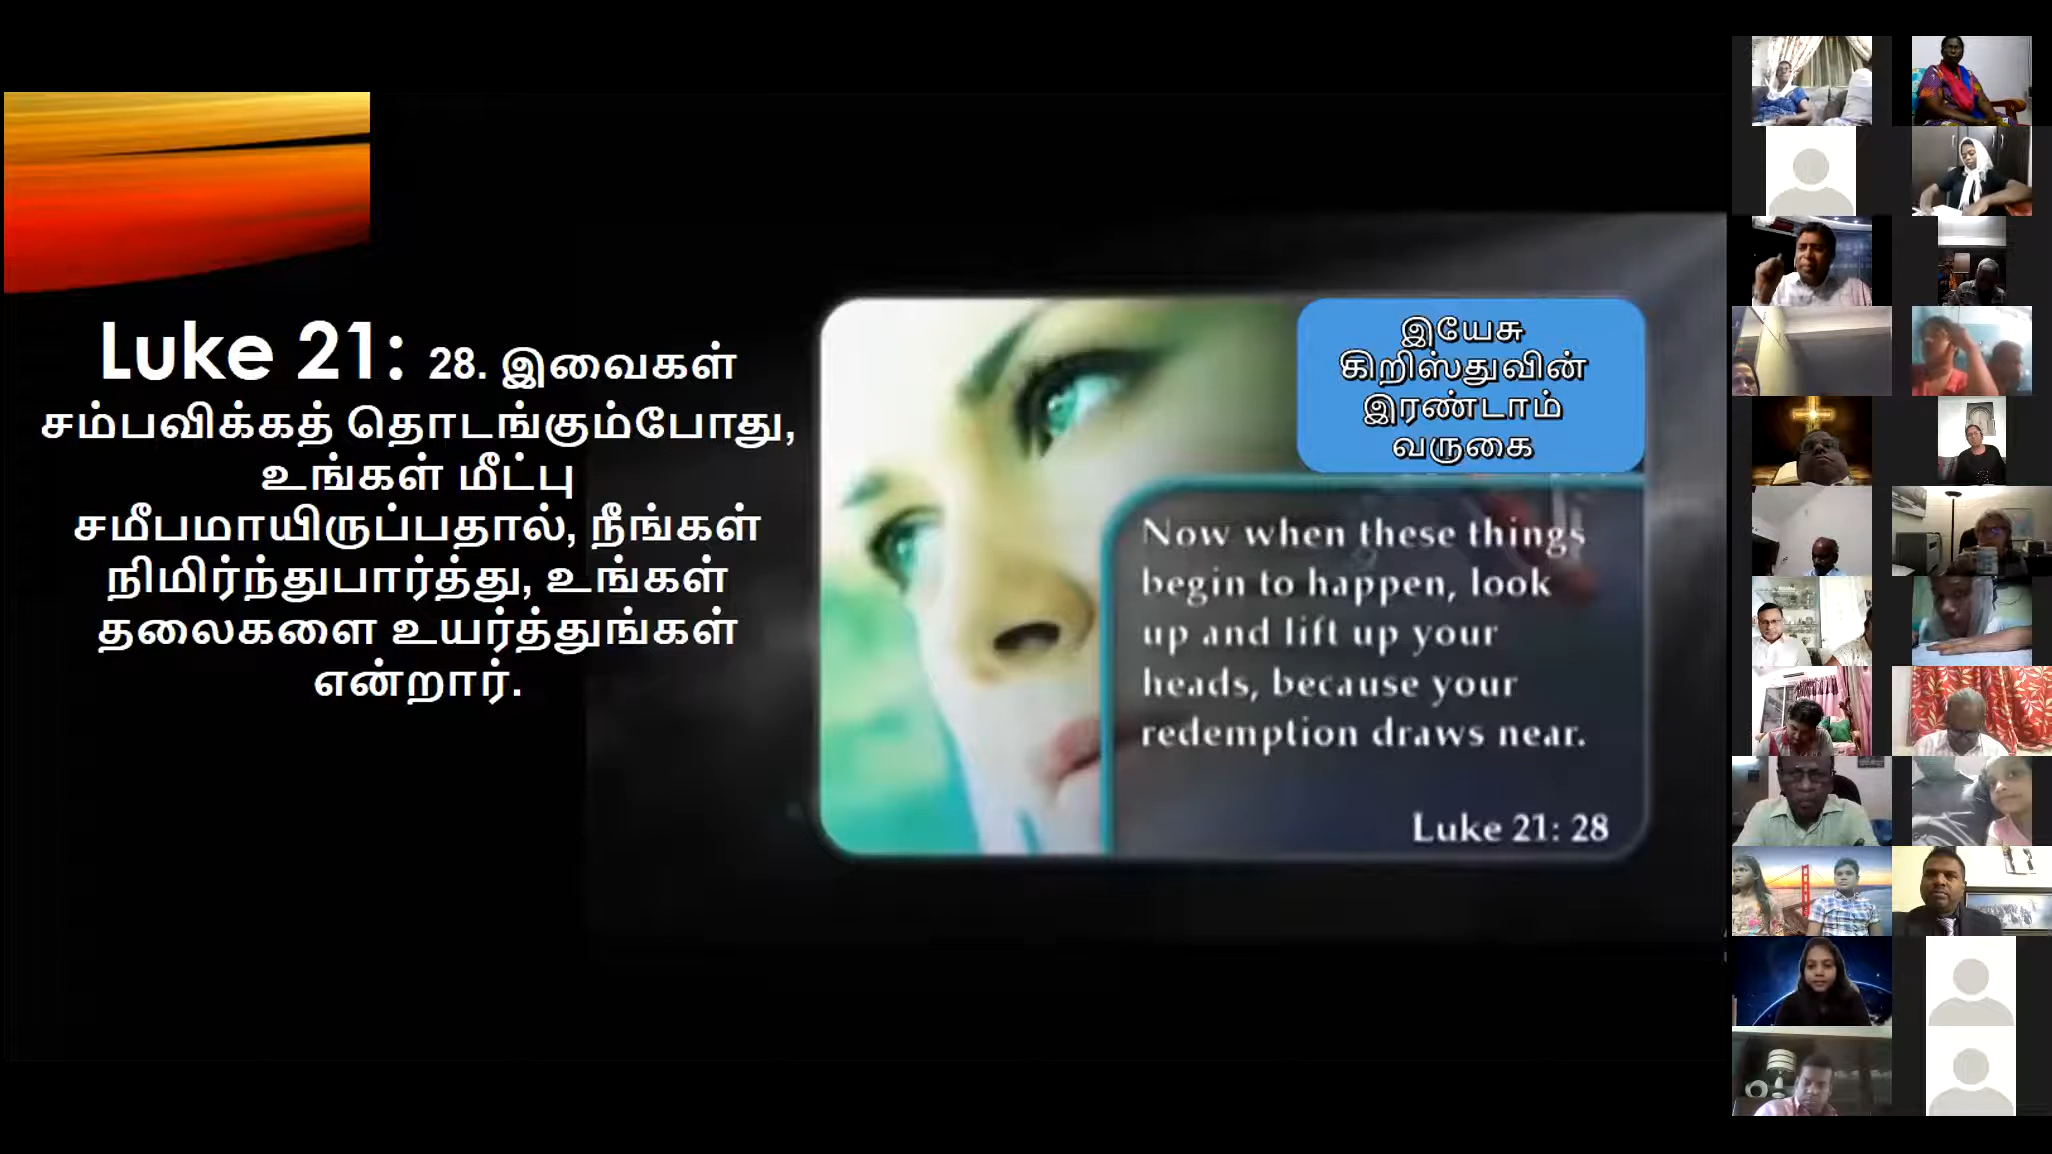 Luke 21: 28. இவைகள்
சம்பவிக்கத் தொடங்கும்போது,
உங்கள் மீட்பு
சமீபமாயிருப்பதால், நீங்கள்
நிமிர்ந்துபார்த்து, உங்கள்
தலைகளை உயர்த்துங்கள்
என்றார்.
இயேசு
கிறிஸ்துவின்
இரண்டாம்
வருகை
Now when these things
begin to happen, look
up and lift up your
heads, because your
redemption draws near.
Luke 21: 28